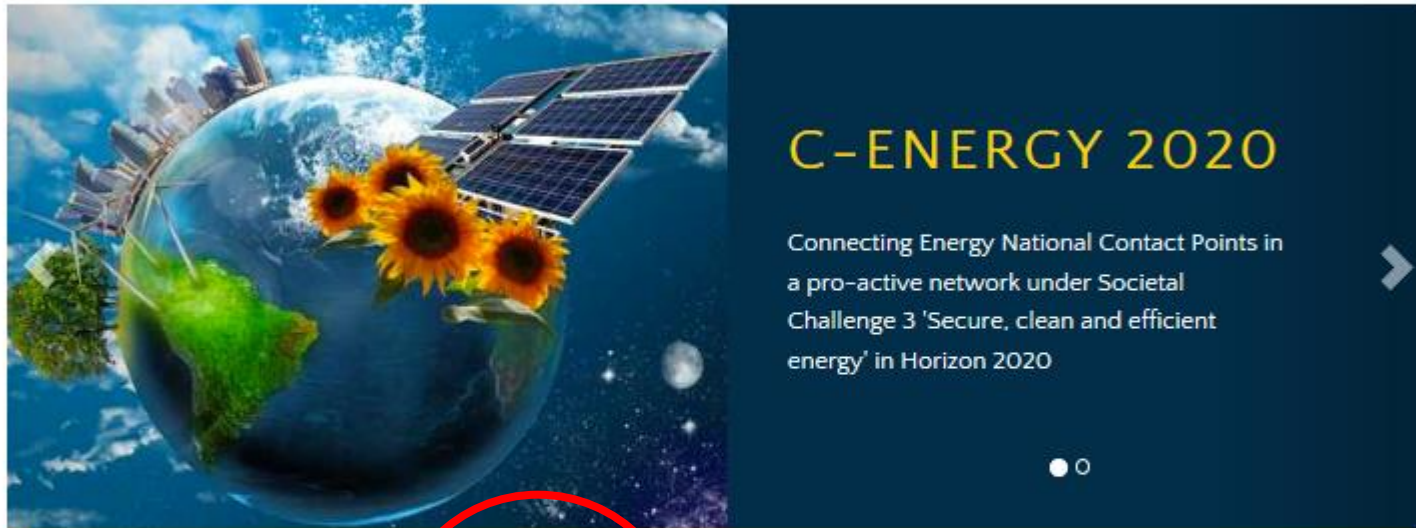 C-ENERGY 2020
Connecting Energy National Contact Points in
a pro-active network under Societal
Challenge 3 'Secure, clean and efficient
energy' in Horizon 2020